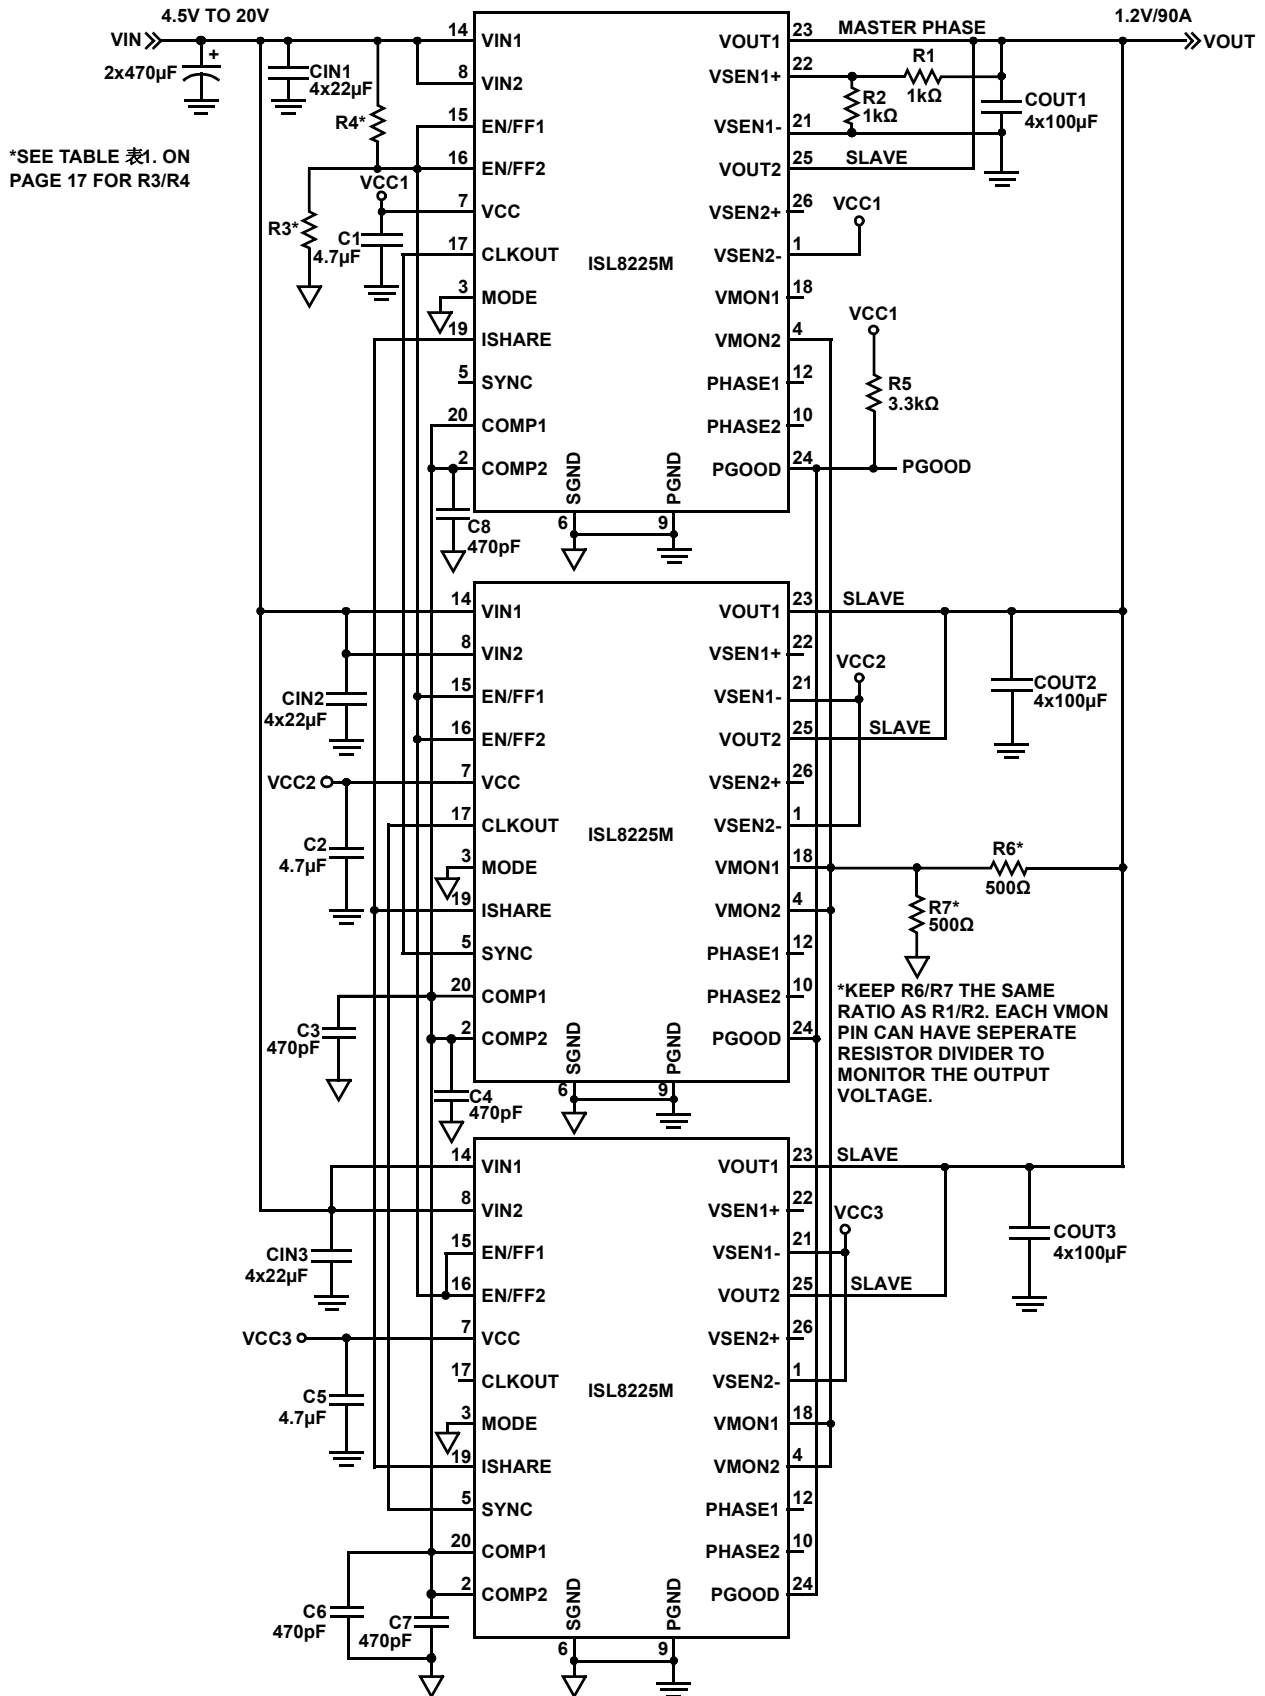 4.5V TO 20V
VIN
2x470µF
+
CIN1
4x22µF
R4*
*SEE TABLE 表1. ON
PAGE 17 FOR R3/R4
R3*
VCC1
C1
4.7µF
14 VIN1
8 VIN2
15 EN/FF1
16 EN/FF2
7 VCC
17 CLKOUT
3 MODE
19 ISHARE
5 SYNC
20 COMP1
2 COMP2
ISL8225M
SGND
PGND
6
9
C8
470pF
VOUT1 23 MASTER PHASE
1.2V/90A
VOUT
VSEN1+ 22
R1
1kΩ
R2
1kΩ
VSEN1- 21
COUT1
4x100µF
VOUT2 25 SLAVE
VSEN2+ 26
VCC1
VSEN2- 1
VMON1 18
VMON2 4
VCC1
PHASE1 12
R5
3.3kΩ
PHASE2 10
PGOOD 24
PGOOD
14 VIN1
8 VIN2
15 EN/FF1
CIN2
4x22µF
16 EN/FF2
VCC2
7 VCC
17 CLKOUT
C2
4.7µF
3 MODE
19 ISHARE
5 SYNC
20 COMP1
C3
470pF
2 COMP2
C4
470pF
ISL8225M
SGND
PGND
6
9
VOUT1 23 SLAVE
VSEN1+ 22
VCC2
VSEN1- 21
COUT2
4x100µF
VOUT2 25 SLAVE
VSEN2+ 26
VSEN2- 1
VMON1 18
R6*
500Ω
VMON2 4
R7*
500Ω
PHASE1 12
PHASE2 10
PGOOD 24
*KEEP R6/R7 THE SAME
RATIO AS R1/R2. EACH VMON
PIN CAN HAVE SEPERATE
RESISTOR DIVIDER TO
MONITOR THE OUTPUT
VOLTAGE.
14 VIN1
8 VIN2
CIN3
4x22µF
15 EN/FF1
16 EN/FF2
VCC3
7 VCC
17 CLKOUT
C5
4.7µF
3 MODE
19 ISHARE
5 SYNC
20 COMP1
2 COMP2
C6
470pF
C7
470pF
ISL8225M
SGND
PGND
6
9
VOUT1 23 SLAVE
VSEN1+ 22
VCC3
VSEN1- 21
COUT3
4x100µF
VOUT2 25 SLAVE
VSEN2+ 26
VSEN2- 1
VMON1 18
VMON2 4
PHASE1 12
PHASE2 10
PGOOD 24